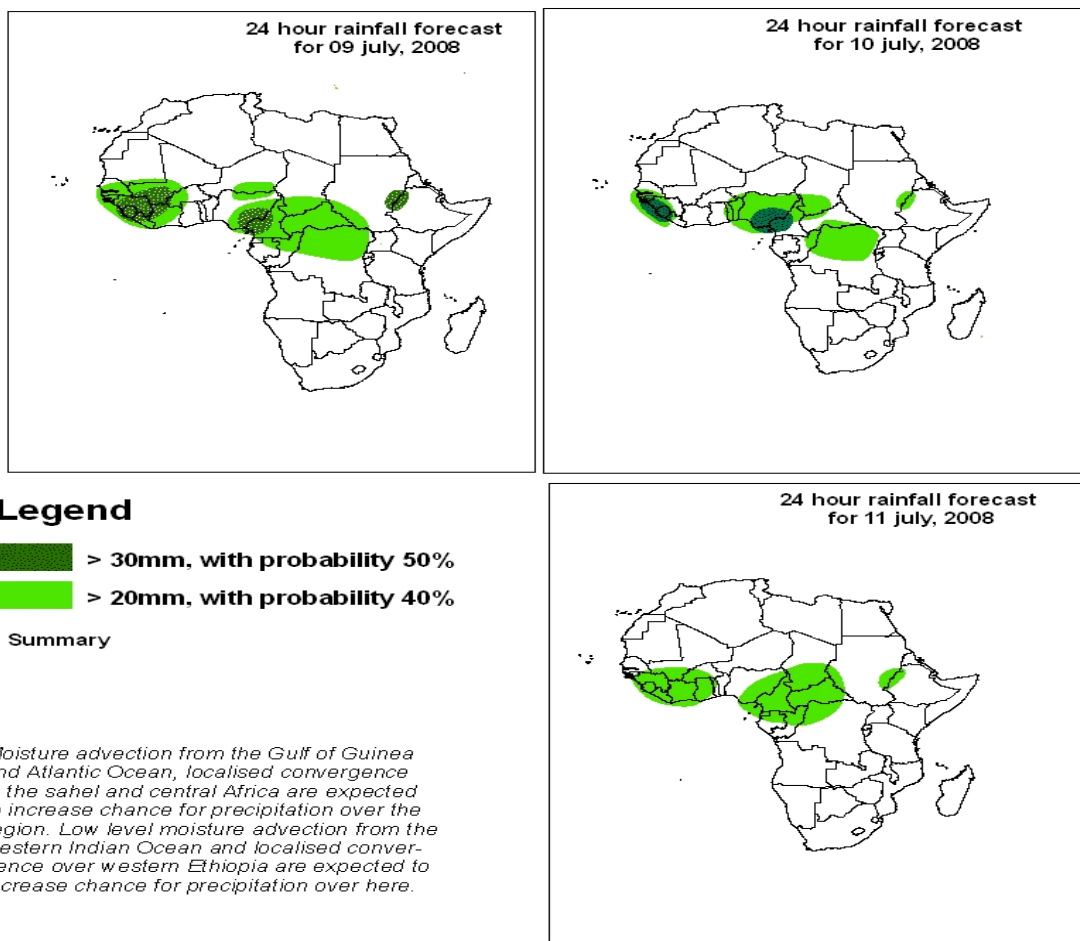 24 hour rainfall forecast
for 09 july, 2008
24 hour rainfall forecast
for 10 july, 2008
Legend
> 30mm, with probability 50%
> 20mm, with probability 40%
Summary
Moisture advection from the Gulf of Guinea
nd Atlantic Ocean, localised convergence
the sahel and central Africa are expected
increase chance for precipitation over the
egion. Low level moisture advection from the
estern Indian Ocean and localised conver-
ence over western Ethiopia are expected to
crease chance for precipitation over here.
24 hour rainfall forecast
for 11 july, 2008